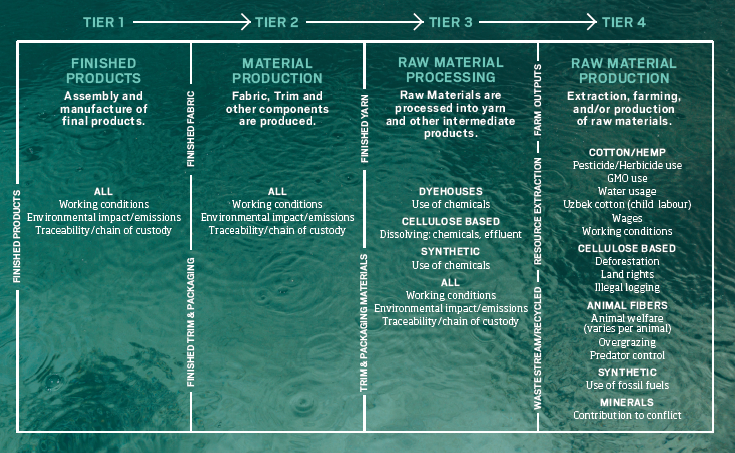 TIER 1
TIER 2
TIER 3
TIER 4
FINISHED PRODUCTS
FINISHED
PRODUCTS
Assembly and
manufacture of
final products.
ALL
Working conditions
Environmental impact/emissions
Traceability/chain of custody
FINISHED FABRIC
FINISHED TRIM & PACKAGING
MATERIAL
PRODUCTION
Fabric, Trim and
other components
are produced.
ALL
Working conditions
Environmental impact/emissions
Traceability/chain of custody
FINISHED YARN
TRIM & PACKAGING MATERIALS
RAW MATERIAL
PROCESSING
Raw Materials are
processed into yarn
and other intermediate
products.
DYEHOUSES
Use of chemicals
CELLULOSE BASED
Dissolving: chemicals, effluent
SYNTHETIC
Use of chemicals
ALL
Working conditions
Environmental impact/emissions
Traceability/chain of custody
FARM OUTPUTS
RESOURCE EXTRACTION
WASTESTREAM/RECYCLED
RAW MATERIAL
PRODUCTION
Extraction, farming,
and/or production
of raw materials.
COTTON/HEMP
Pesticide/Herbicide use
GMO use
Water usage
Uzbek cotton (child labour)
Wages
Working conditions
CELLULOSE BASED
Deforestation
Land rights
Illegal logging
ANIMAL FIBERS
Animal welfare
(varies per animal)
Overgrazing
Predator control
SYNTHETIC
Use of fossil fuels
MINERALS
Contribution to conflict